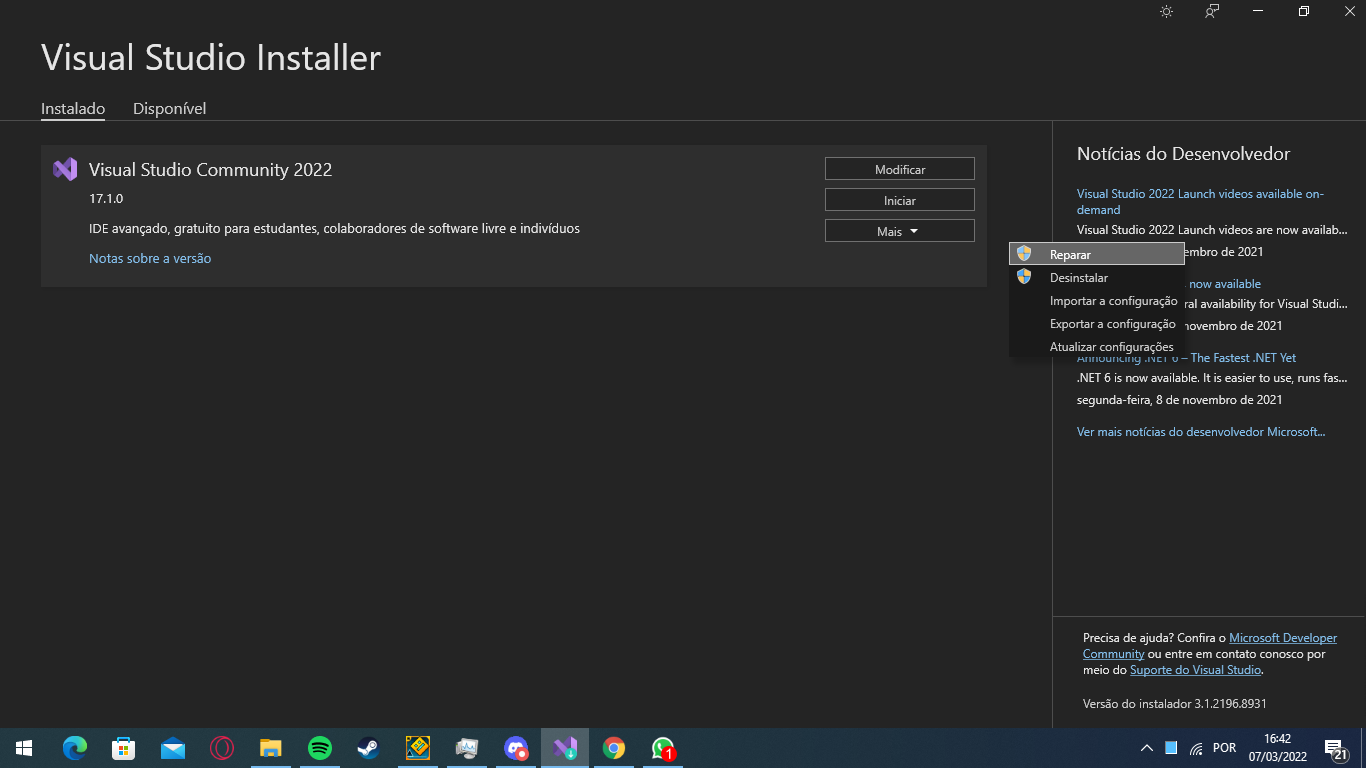 Visual Studio Installer
Instalado
Disponível
Visual Studio Community 2022
17.1.0
IDE avançado, gratuito para estudantes, colaboradores de software livre e indivíduos
Notas sobre a versão
Modificar
Iniciar
Mais
Reparar
Desinstalar
Importar a configuração
Exportar a configuração
Atualizar configurações
Notícias do Desenvolvedor
Visual Studio 2022 Launch videos available on-
demand
Visual Studio 2022 Launch videos are now availab...
embro de 2021
now available
ral availability for Visual Studi...
novembro de 2021
Announcing .NET 6 – The Fastest .NET Yet
.NET 6 is now available. It is easier to use, runs fas...
segunda-feira, 8 de novembro de 2021
Ver mais notícias do desenvolvedor Microsoft...
Precisa de ajuda? Confira o Microsoft Developer
Community ou entre em contato conosco por
meio do Suporte do Visual Studio.
Versão do instalador 3.1.2196.8931
1
POR
16:42
07/03/2022
21